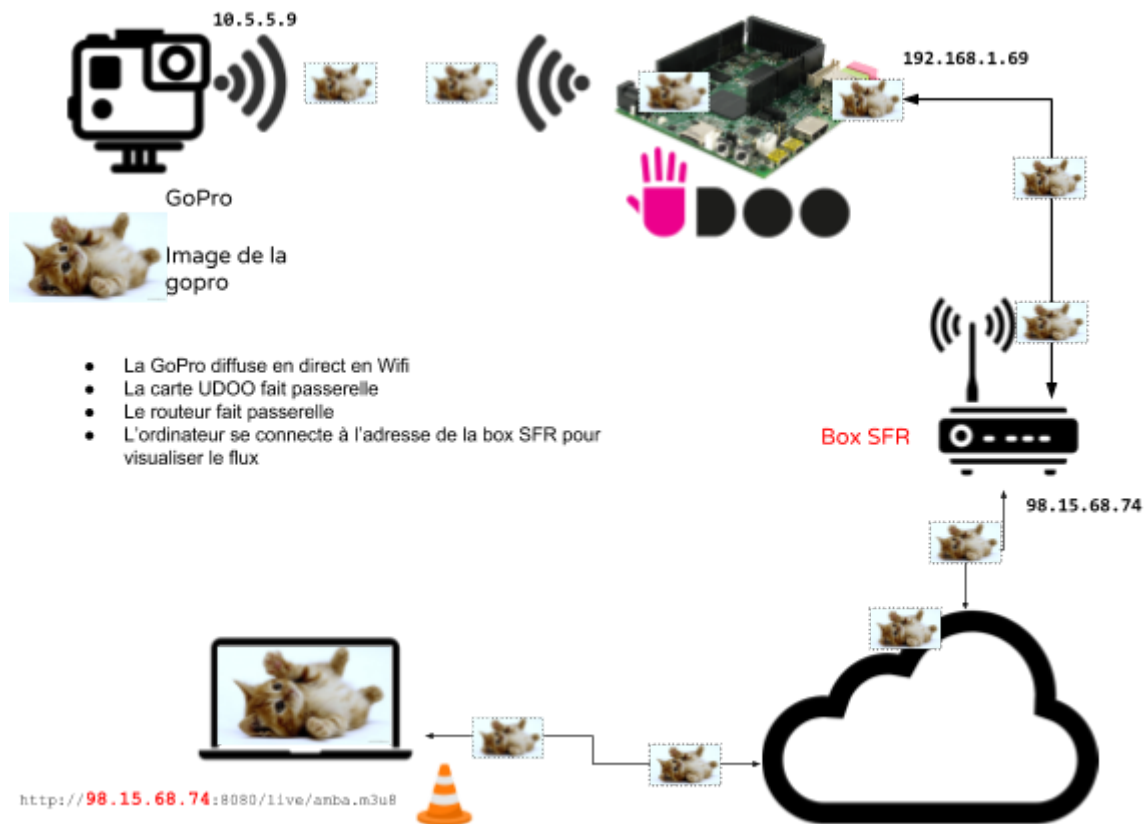 10.5.5.9
192.168.1.69
GoPro
Image de la
gopro
● La GoPro diffuse en direct en Wifi
● La carte UDOO fait passerelle
● Le routeur fait passerelle
● L'ordinateur se connecte à l'adresse de la box SFR pour
visualiser le flux
Box SFR
98.15.68.74
http://98.15.68.74:8080/live/amba.m3u8